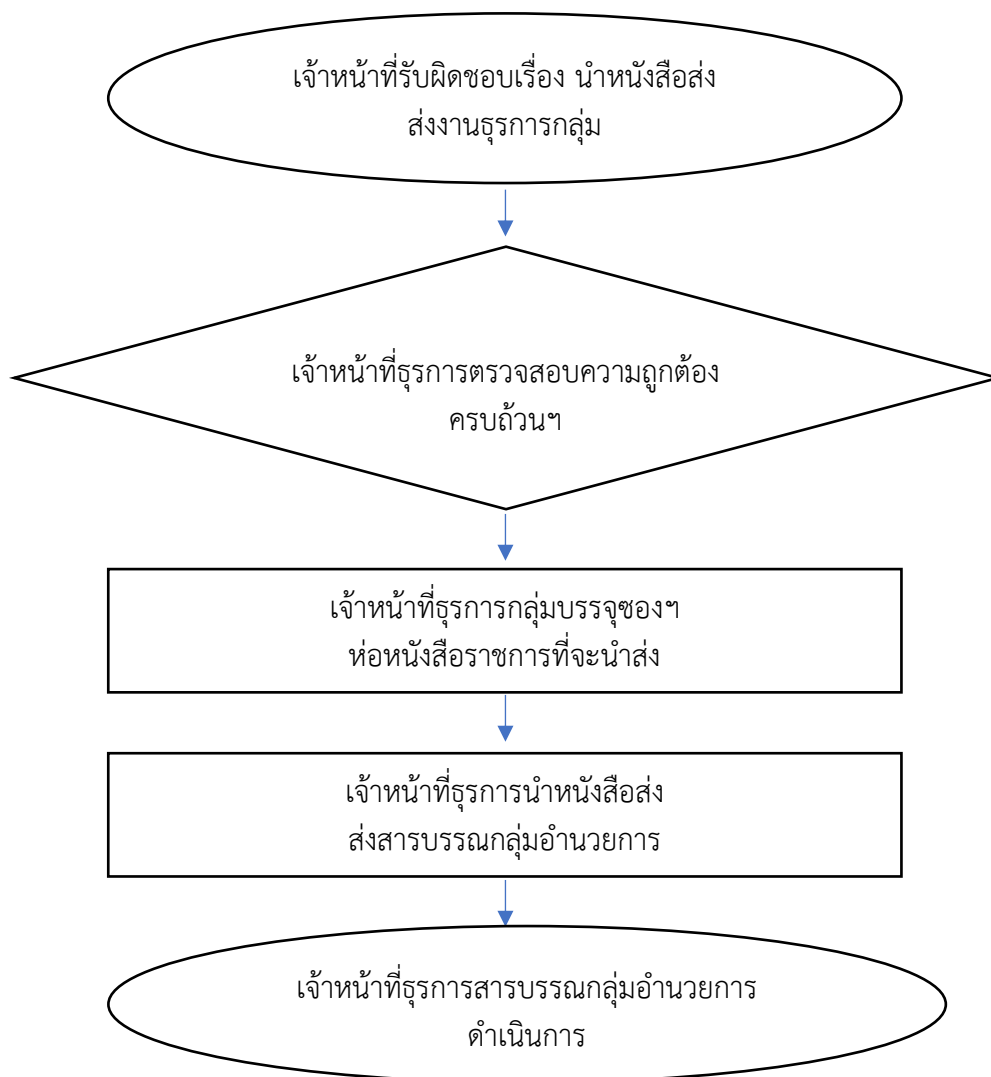 เจ้าหน้าที่รับผิดชอบเรื่อง นำหนังสือส่ง
ส่งงานธุรการกลุ่ม
เจ้าหน้าที่ธุรการตรวจสอบความถูกต้อง
ครบถ้วนฯ
เจ้าหน้าที่ธุรการกลุ่มบรรจุซองฯ
ห่อหนังสือราชการที่จะนำส่ง
เจ้าหน้าที่ธุรการนำหนังสือส่ง
ส่งสารบรรณกลุ่มอำนวยการ
เจ้าหน้าที่ธุรการสารบรรณกลุ่มอำนวยการ
ดำเนินการ